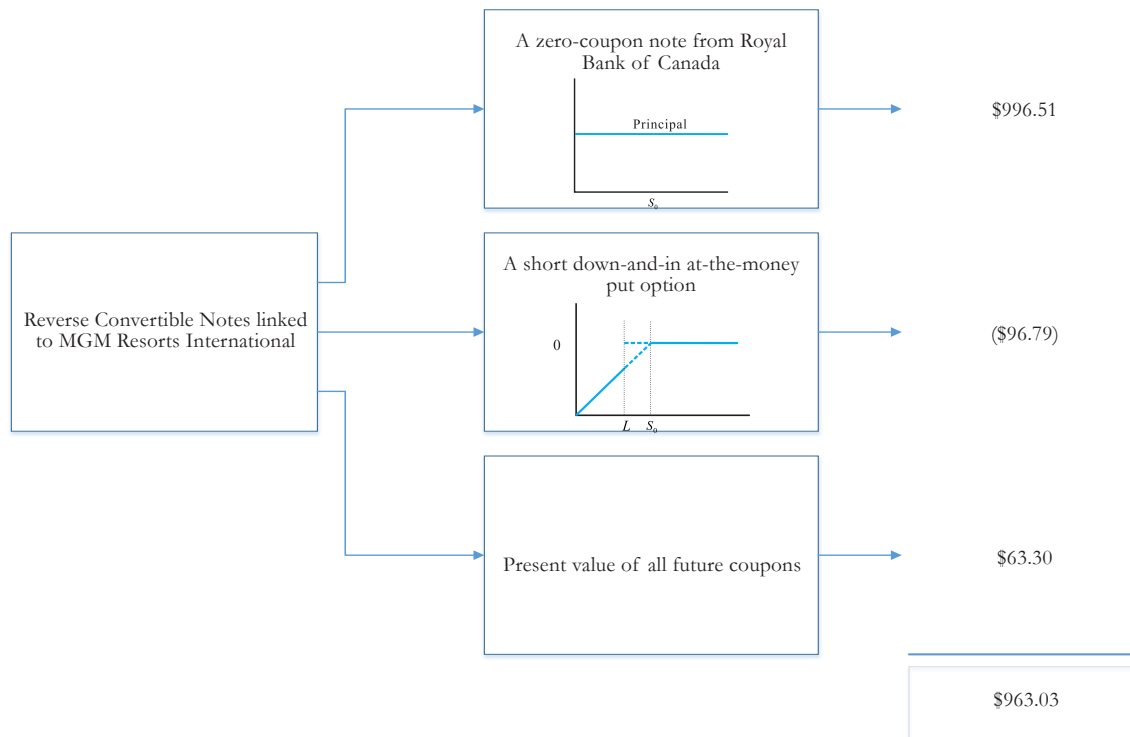 A zero-coupon note from Royal
Bank of Canada
Principal
S₀
$996.51
Reverse Convertible Notes linked
to MGM Resorts International
A short down-and-in at-the-money
put option
0
L S₀
($96.79)
Present value of all future coupons
$63.30
$963.03